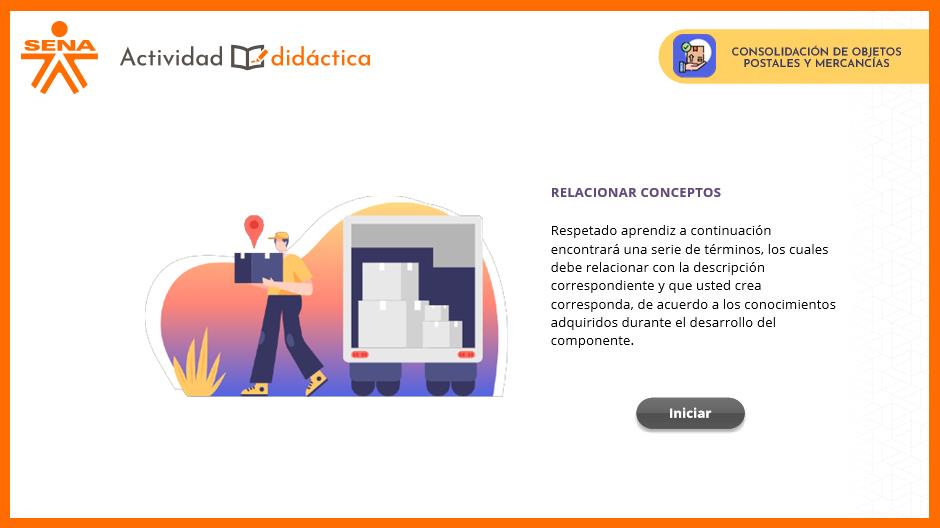 SENA
Actividad didáctica
CONSOLIDACIÓN DE OBJETOS
POSTALES Y MERCANCÍAS
RELACIONAR CONCEPTOS
Respetado aprendiz a continuación
encontrará una serie de términos, los cuales
debe relacionar con la descripción
correspondiente y que usted crea
corresponda, de acuerdo a los conocimientos
adquiridos durante el desarrollo del
componente.
Iniciar